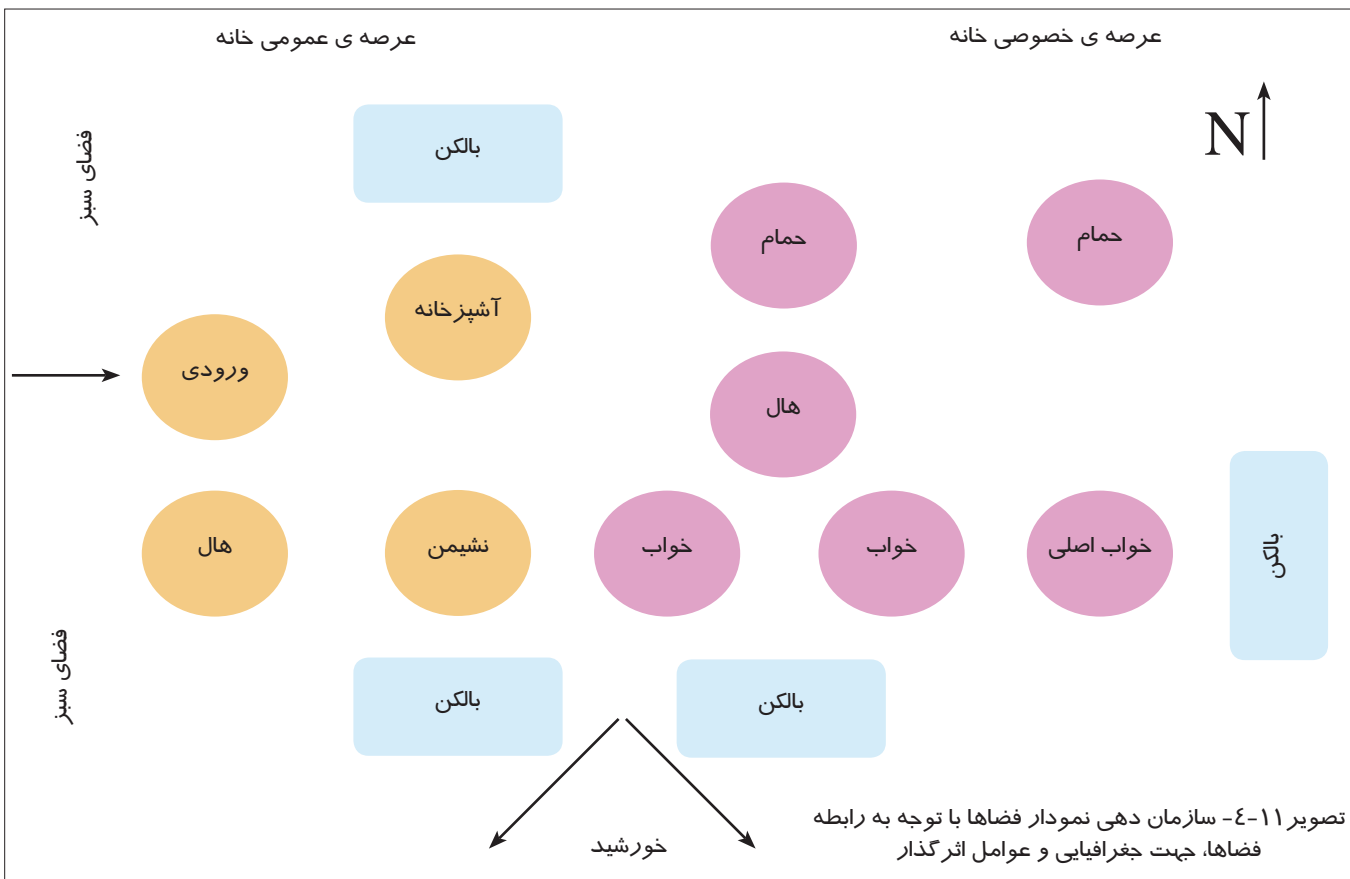 عرصه ی خصوصی خانه
عرصه ی عمومی خانه
N
فضای سبز
بالکن
حمام
حمام
آشپزخانه
ورودی
هال
خواب اصلی
خواب
خواب
نشیمن
هال
بالکن
فضای سبز
بالکن
بالکن
خورشید
تصویر ۱۱-٤- سازمان دهی نمودار فضاها با توجه به رابطه
فضاها، جهت جغرافیایی و عوامل اثرگذار